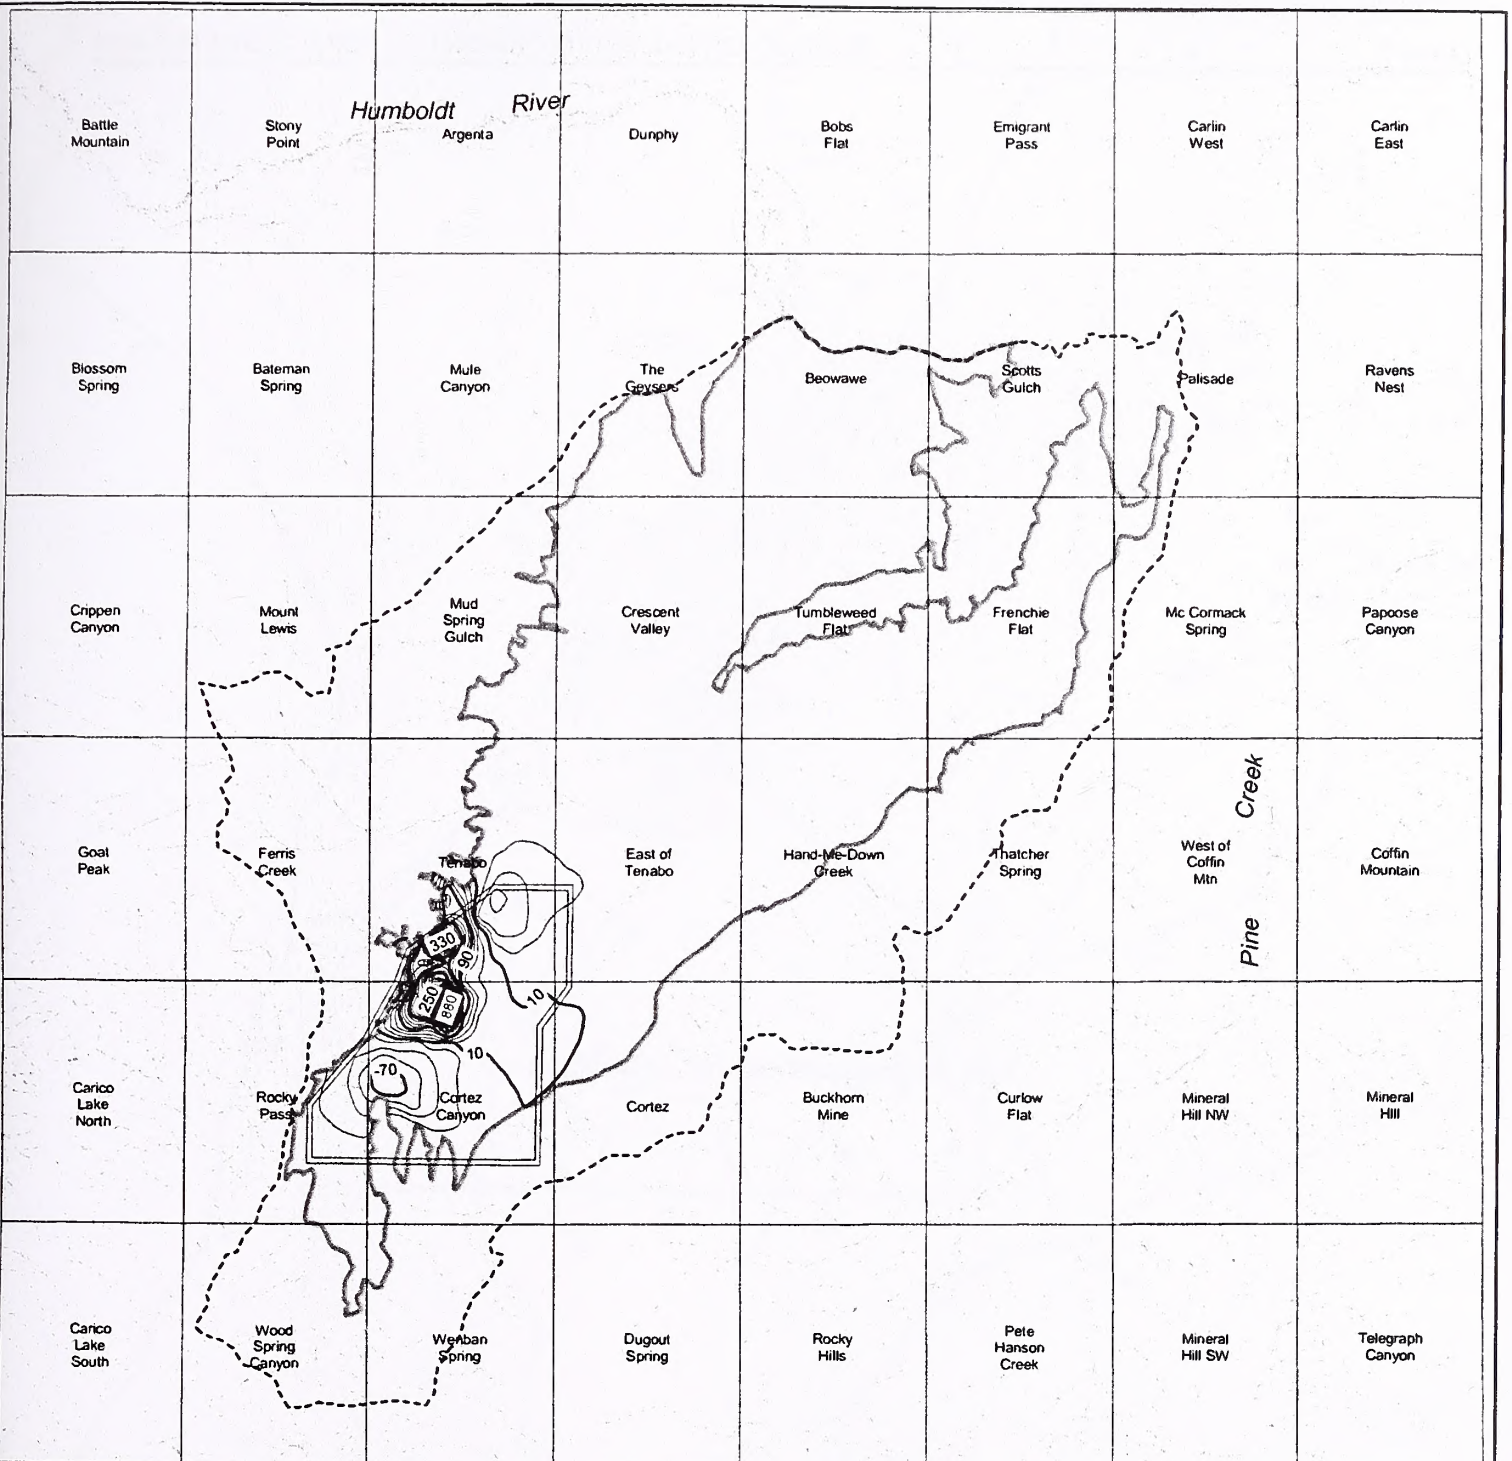 Humboldt River
Battle
Mountain
Stony
Point
Argenta
Dunphy
Bobs
Flat
Emigrant
Pass
Carlin
West
Carlin
East
Blossom
Spring
Bateman
Spring
Mule
Canyon
The
Geysers
Beowawe
Scotts
Gulch
Palisade
Ravens
Nest
Crippen
Canyon
Mount
Lewis
Mud
Spring
Gulch
Crescent
Valley
Tumbleweed
Flat
Frenchie
Flat
Mc Cormack
Spring
Papoose
Canyon
Goat
Peak
Ferris
Creek
Tenabo
East of
Tenabo
Hand-Me-Down
Creek
Thatcher
Spring
West of
Coffin
Mtn
Coffin
Mountain
Pine Creek
330
90
250
880
10
10
-70
Carico
Lake
North
Rocky
Pass
Cortez
Canyon
Cortez
Buckhorn
Mine
Curlow
Flat
Mineral
Hill NW
Mineral
Hill
Carico
Lake
South
Wood
Spring
Canyon
Wenban
Spring
Dugout
Spring
Rocky
Hills
Pete
Hanson
Creek
Mineral
Hill SW
Telegraph
Canyon